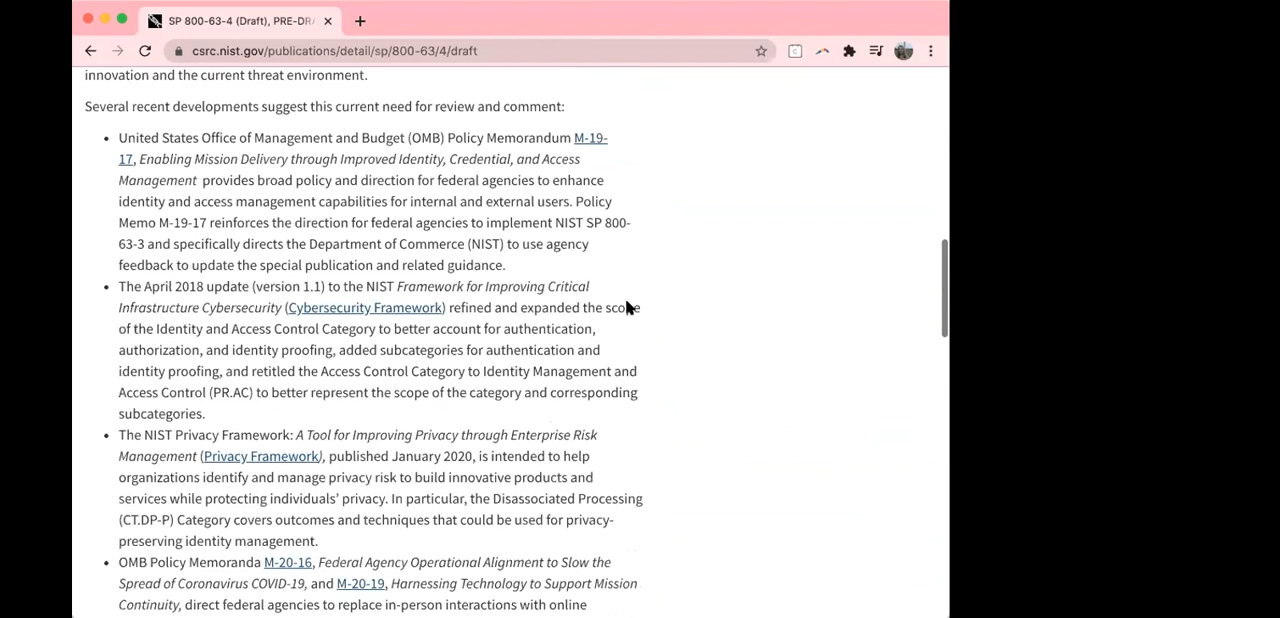 SP 800-63-4 (Draft), PRE-DR
csrc.nist.gov/publications/detail/sp/800-63/4/draft
innovation and the current threat environment.
Several recent developments suggest this current need for review and comment:
• United States Office of Management and Budget (OMB) Policy Memorandum M-19-
17, Enabling Mission Delivery through Improved Identity, Credential, and Access
Management provides broad policy and direction for federal agencies to enhance
identity and access management capabilities for internal and external users. Policy
Memo M-19-17 reinforces the direction for federal agencies to implement NIST SP 800-
63-3 and specifically directs the Department of Commerce (NIST) to use agency
feedback to update the special publication and related guidance.
• The April 2018 update (version 1.1) to the NIST Framework for Improving Critical
Infrastructure Cybersecurity (Cybersecurity Framework) refined and expanded the scope
of the Identity and Access Control Category to better account for authentication,
authorization, and identity proofing, added subcategories for authentication and
identity proofing, and retitled the Access Control Category to Identity Management and
Access Control (PR.AC) to better represent the scope of the category and corresponding
subcategories.
• The NIST Privacy Framework: A Tool for Improving Privacy through Enterprise Risk
Management (Privacy Framework), published January 2020, is intended to help
organizations identify and manage privacy risk to build innovative products and
services while protecting individuals’ privacy. In particular, the Disassociated Processing
(CT.DP-P) Category covers outcomes and techniques that could be used for privacy-
preserving identity management.
• OMB Policy Memoranda M-20-16, Federal Agency Operational Alignment to Slow the
Spread of Coronavirus COVID-19, and M-20-19, Harnessing Technology to Support Mission
Continuity, direct federal agencies to replace in-person interactions with online